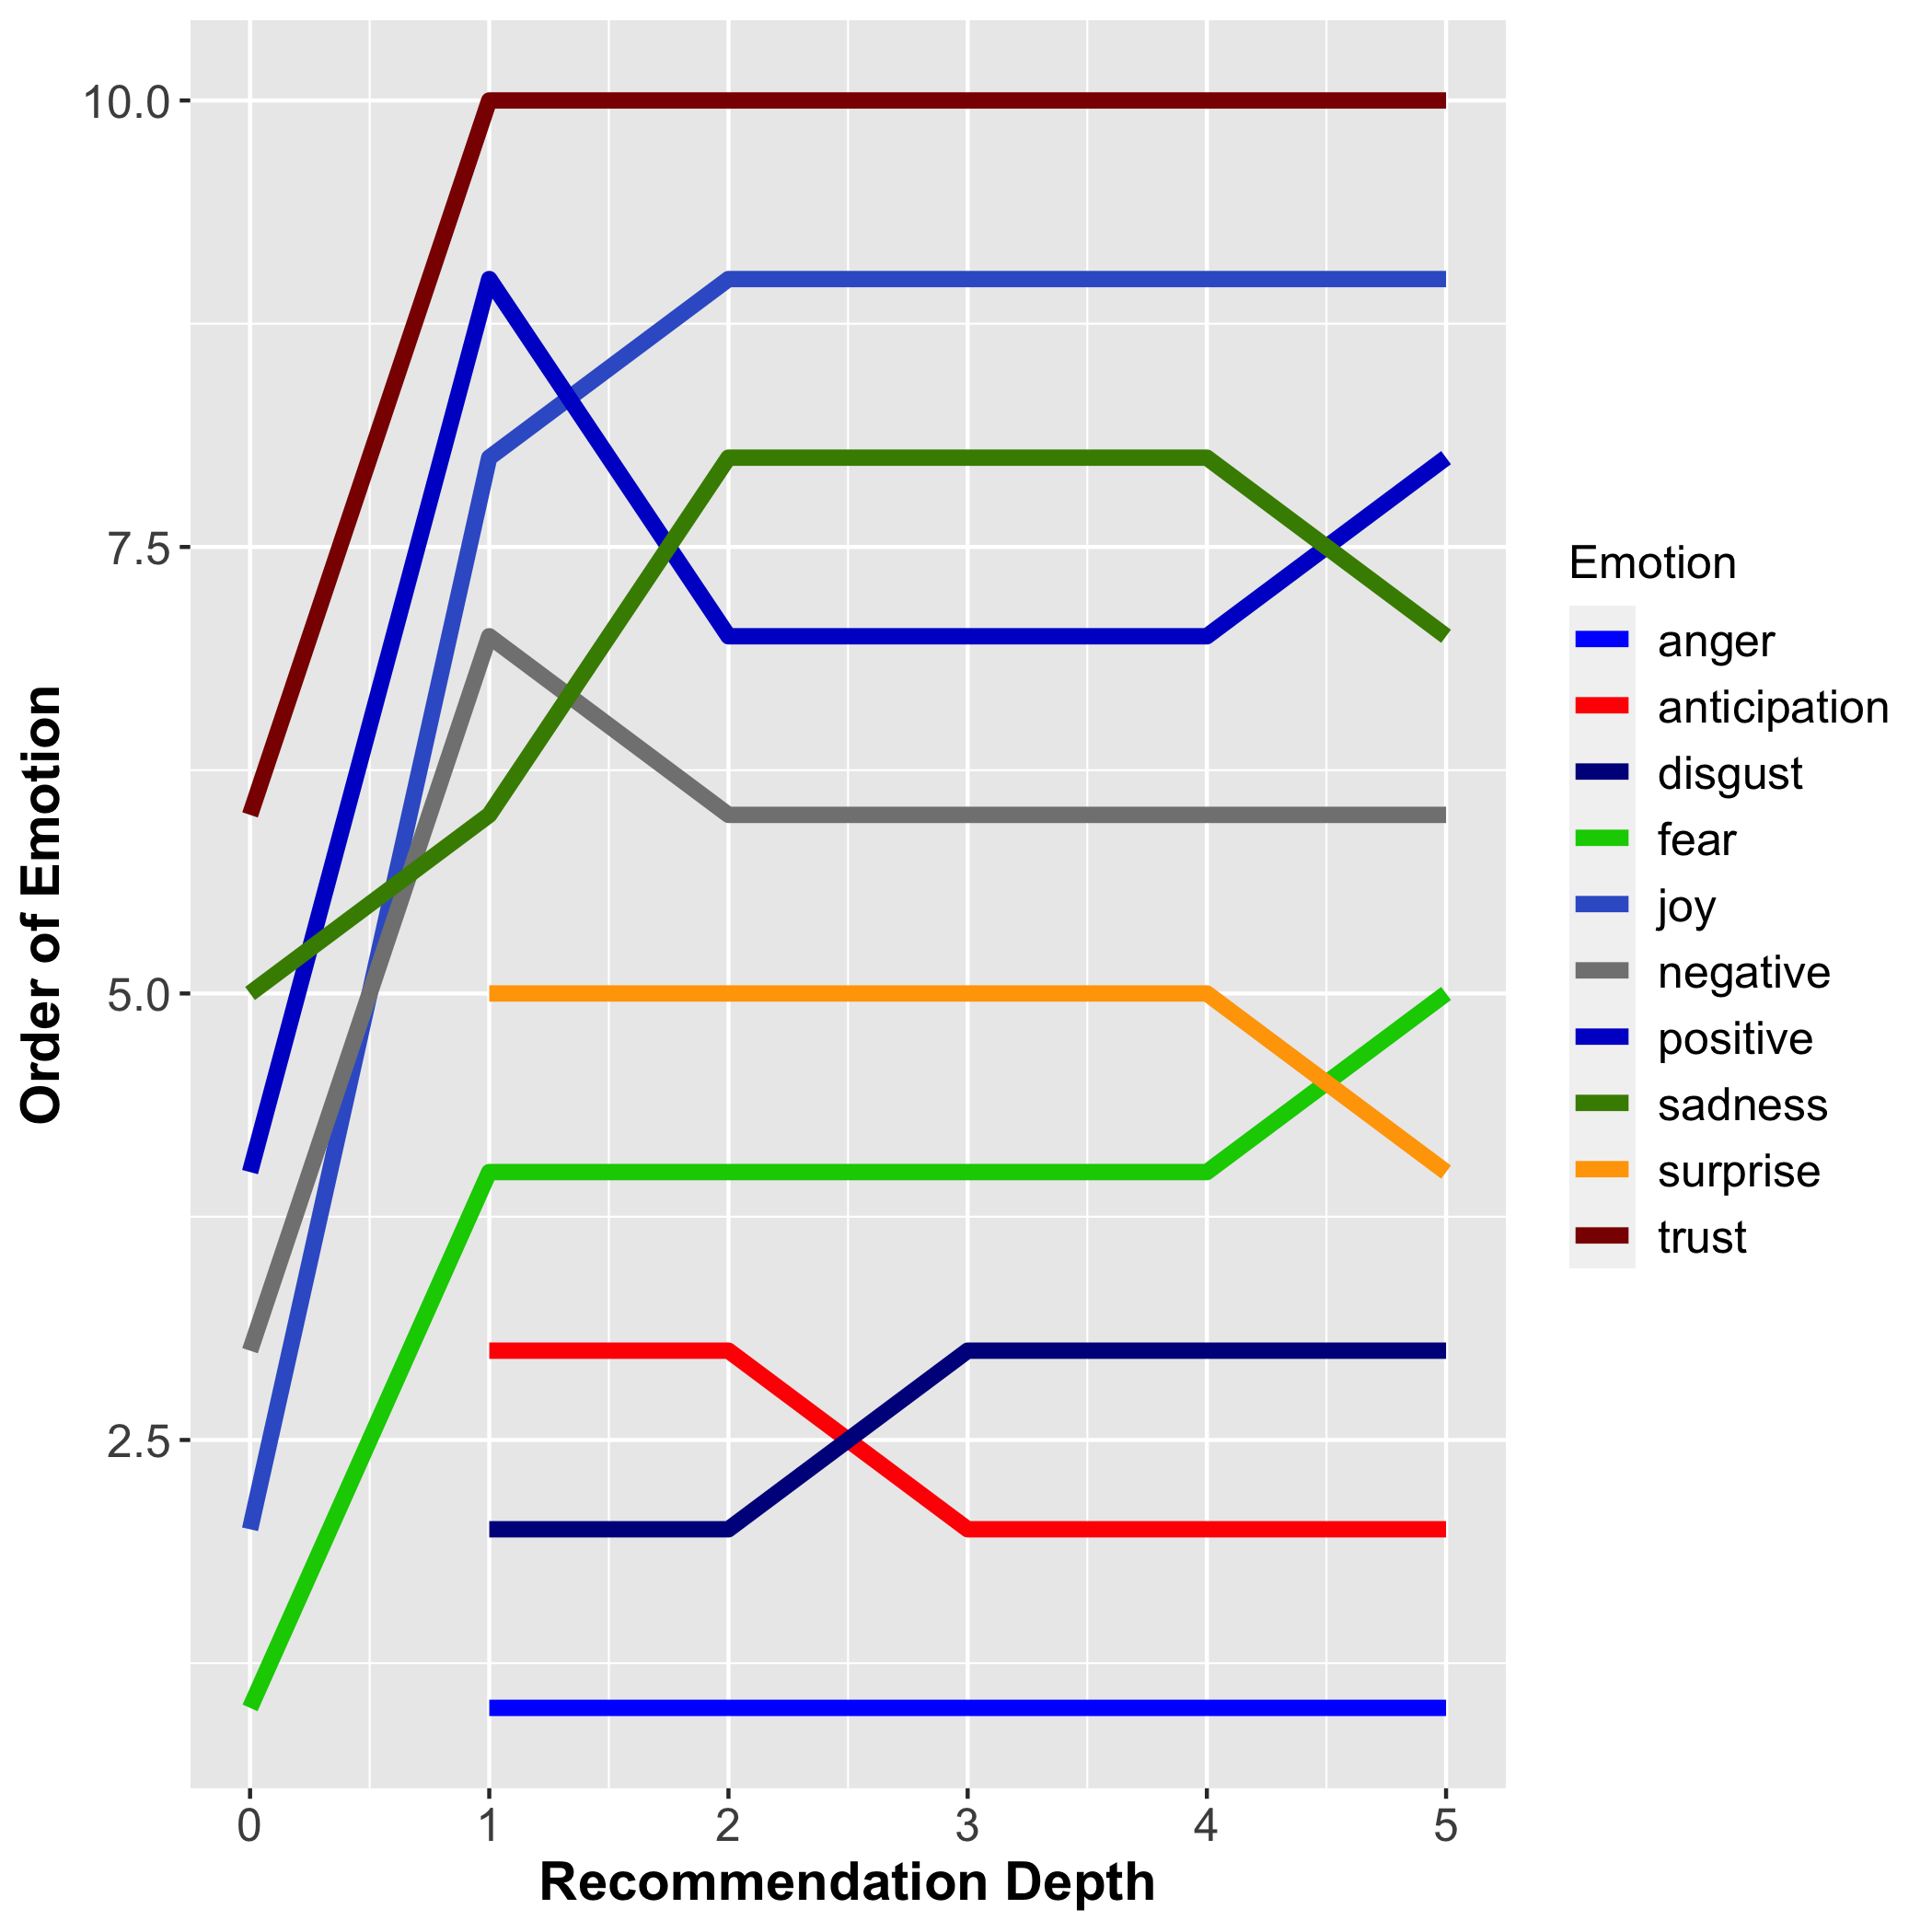 Order of Emotion
10.0
7.5
5.0
2.5
0 1 2 3 4 5
Recommendation Depth
Emotion
anger
anticipation
disgust
fear
joy
negative
positive
sadness
surprise
trust